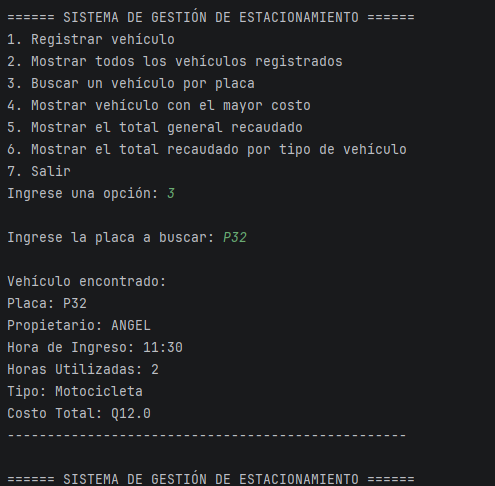 ====== SISTEMA DE GESTIÓN DE ESTACIONAMIENTO ======
1. Registrar vehículo
2. Mostrar todos los vehículos registrados
3. Buscar un vehículo por placa
4. Mostrar vehículo con el mayor costo
5. Mostrar el total general recaudado
6. Mostrar el total recaudado por tipo de vehículo
7. Salir
Ingrese una opción: 3
Ingrese la placa a buscar: P32
Vehículo encontrado:
Placa: P32
Propietario: ANGEL
Hora de Ingreso: 11:30
Horas Utilizadas: 2
Tipo: Motocicleta
Costo Total: Q12.0
--------------------------------------------------
====== SISTEMA DE GESTIÓN DE ESTACIONAMIENTO ======